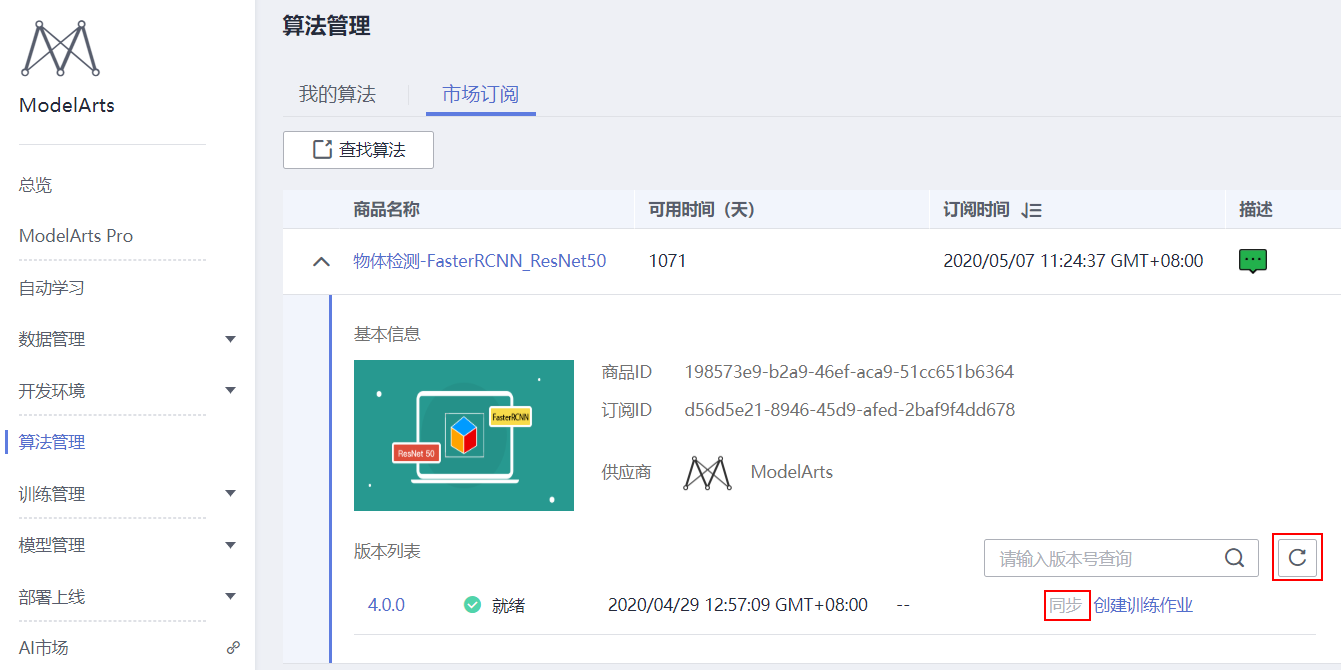 ModelArts
总览
ModelArts Pro
自动学习
数据管理
开发环境
算法管理
训练管理
模型管理
部署上线
AI市场
算法管理
我的算法 市场订阅
查找算法
商品名称 可用时间（天） 订阅时间 描述
物体检测-FasterRCNN_ResNet50 1071 2020/05/07 11:24:37 GMT+08:00
基本信息
FasterRCNN
ResNet 50
商品ID 198573e9-b2a9-46ef-aca9-51cc651b6364
订阅ID d56d5e21-8946-45d9-afed-2baf9f4dd678
供应商 ModelArts
版本列表 请输入版本号查询
4.0.0 就绪 2020/04/29 12:57:09 GMT+08:00 -- 同步 创建训练作业